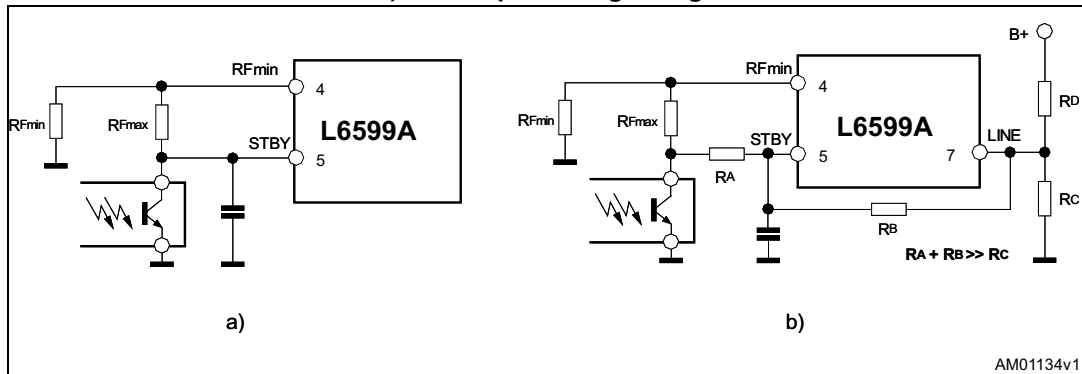 RFmin
4
RFmin
RFmax
L6599A
STBY
5
a)
B+
RFmin
4
RD
RFmin
RFmax
L6599A
STBY
LINE
5
7
RA
RC
RB
RA + RB >> RC
b)
AM01134v1